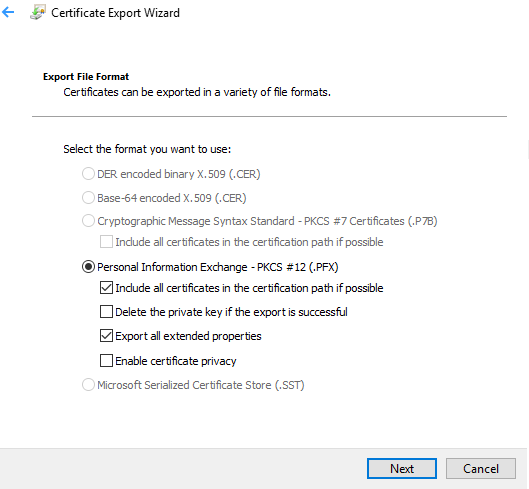 Certificate Export Wizard
Export File Format
Certificates can be exported in a variety of file formats.
Select the format you want to use:
DER encoded binary X.509 (.CER)
Base-64 encoded X.509 (.CER)
Cryptographic Message Syntax Standard - PKCS #7 Certificates (.P7B)
Include all certificates in the certification path if possible
Personal Information Exchange - PKCS #12 (.PFX)
Include all certificates in the certification path if possible
Delete the private key if the export is successful
Export all extended properties
Enable certificate privacy
Microsoft Serialized Certificate Store (.SST)
Next Cancel